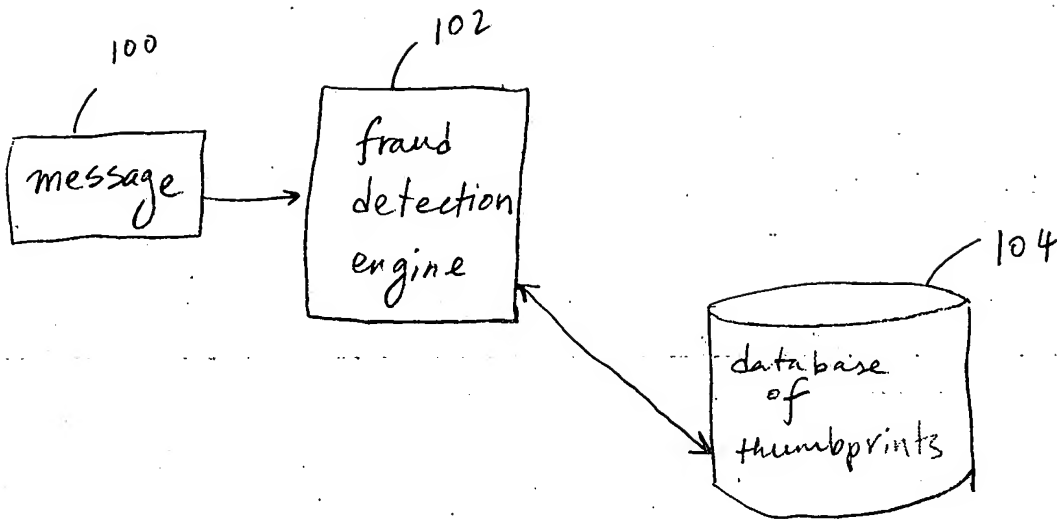 100
102
message
fraud
detection
engine
104
database
of
thumbprints